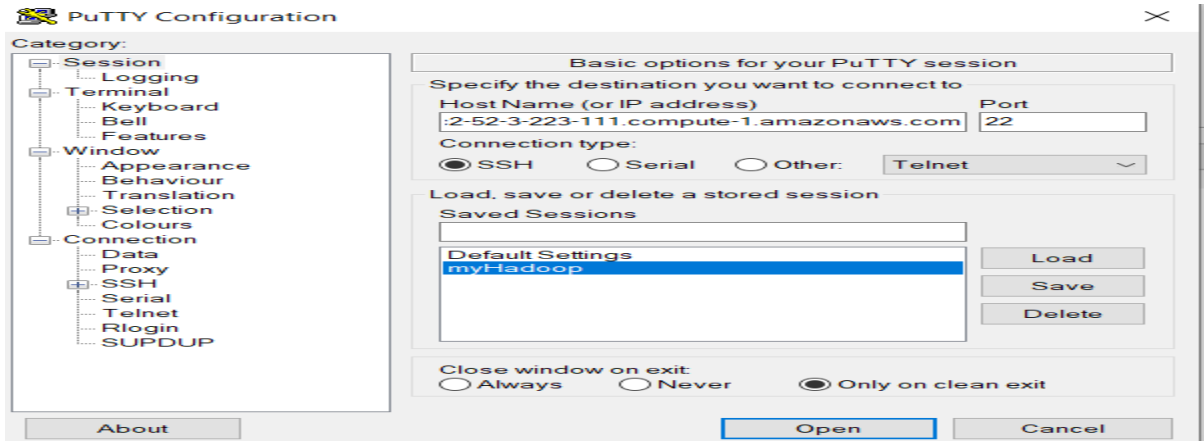 PuTTY Configuration
Category:
Session
Logging
Terminal
Keyboard
Bell
Features
Window
Appearance
Behaviour
Translation
Selection
Colours
Connection
Data
Proxy
SSH
Serial
Telnet
Rlogin
SUPDUP
Basic options for your PuTTY session
Specify the destination you want to connect to
Host Name (or IP address) Port
:2-52-3-223-111.compute-1.amazonaws.com 22
Connection type:
SSH Serial Other: Telnet
Load, save or delete a stored session
Saved Sessions
Default Settings Load
myHadoop
Save
Delete
Close window on exit:
Always Never Only on clean exit
About Open Cancel